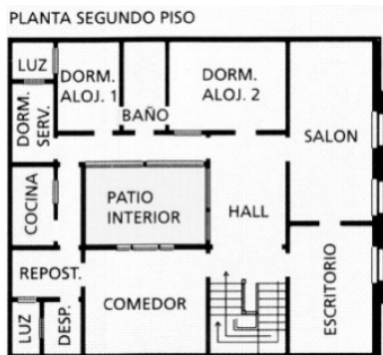 PLANTA SEGUNDO PISO
LUZ
DORM.
ALOJ. 1
BAÑO
DORM.
ALOJ. 2
DORM.
SERV.
SALON
COCINA
PATIO
INTERIOR
HALL
REPOST.
COMEDOR
ESCRITORIO
LUZ
DESP.